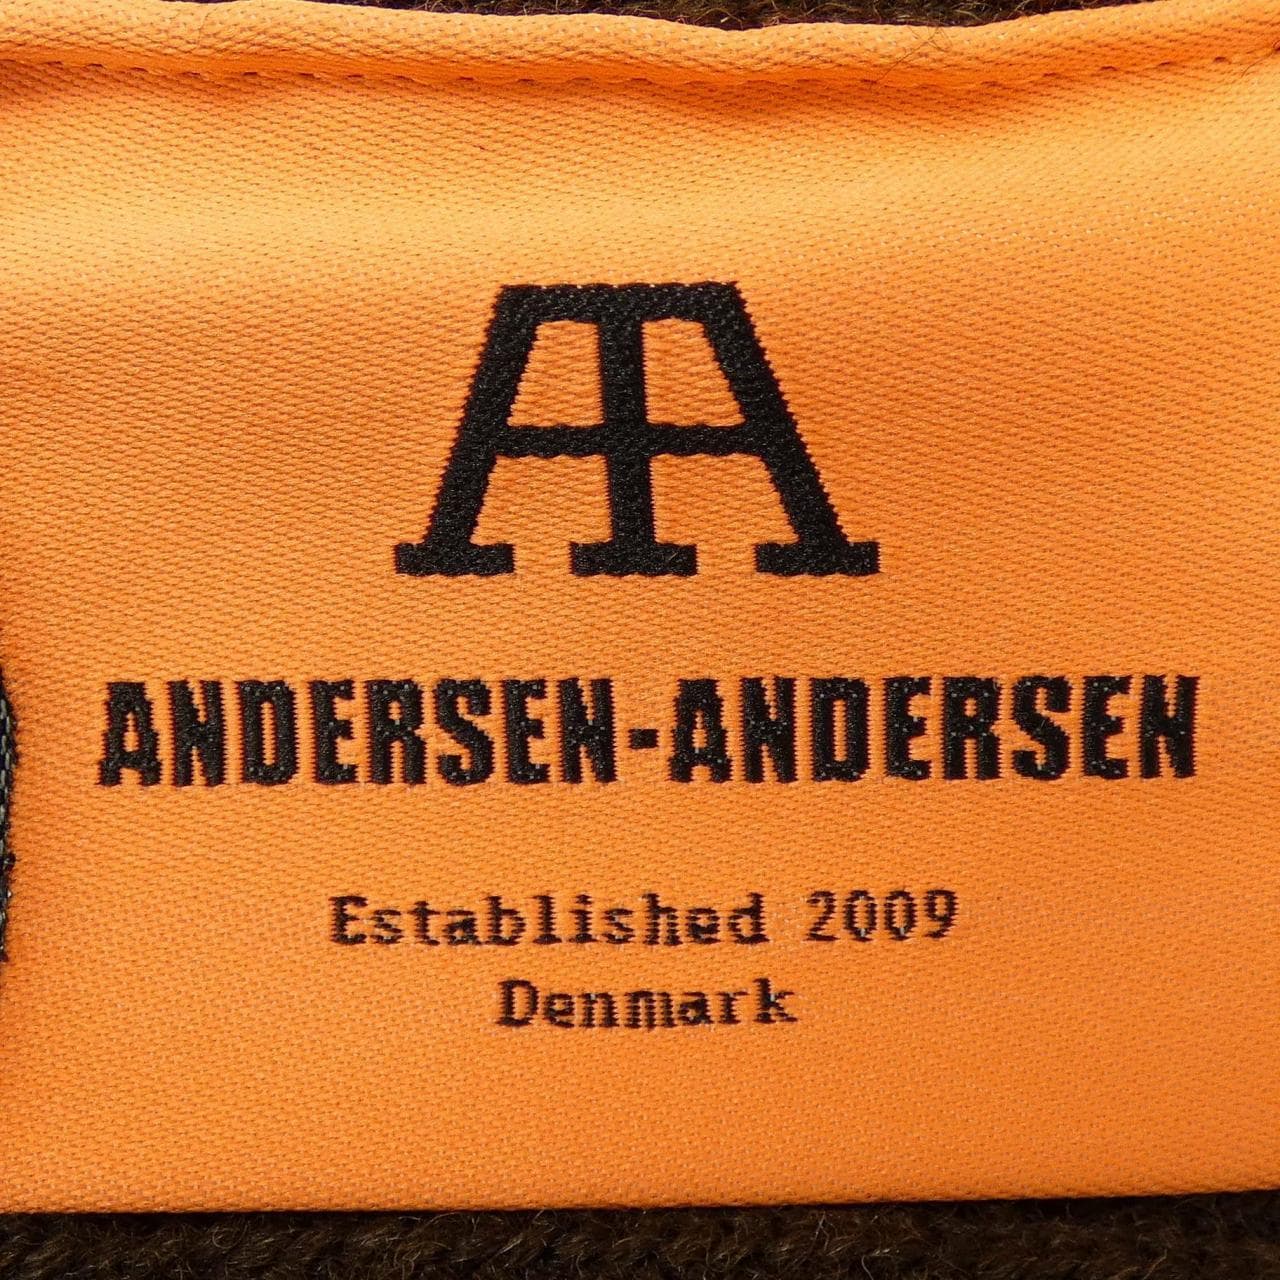 ANDERSEN-ANDERSEN
Established 2009
Denmark